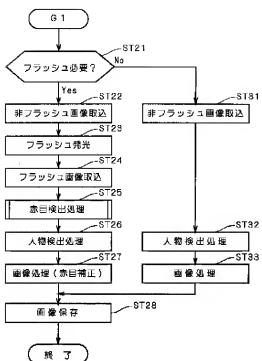 G1
ST21
フラッシュ必要?
No
Yes
ST22
非フラッシュ画像取込
ST31
非フラッシュ画像取込
ST23
フラッシュ発光
ST24
フラッシュ画像取込
ST25
赤目検出処理
ST26
人物検出処理
ST32
人物検出処理
ST27
画像処理(赤目補正)
ST33
画像処理
ST28
画像保存
終了